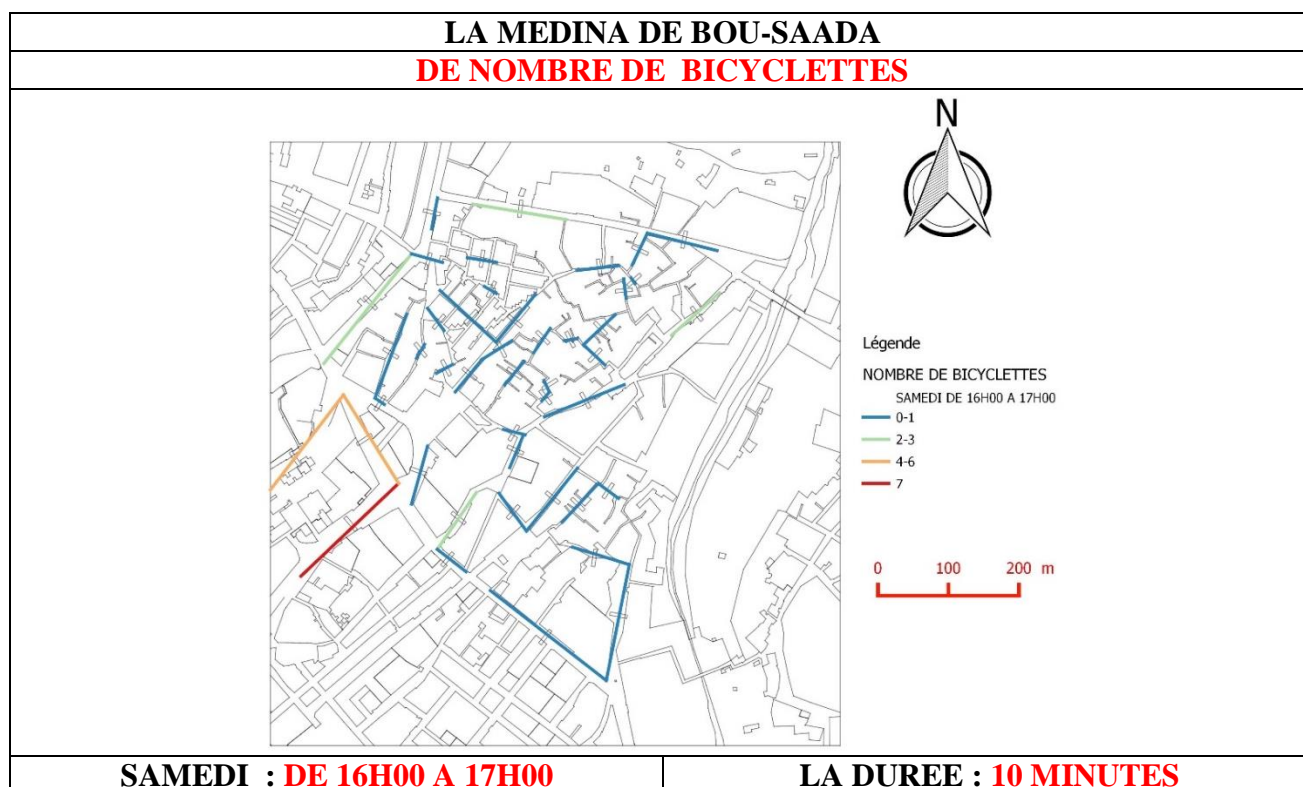 LA MEDINA DE BOU-SAADA
DE NOMBRE DE BICYCLETTES
N
Légende
NOMBRE DE BICYCLETTES
SAMEDI DE 16H00 A 17H00
0-1
2-3
4-6
7
0 100 200 m
SAMEDI : DE 16H00 A 17H00
LA DUREE : 10 MINUTES